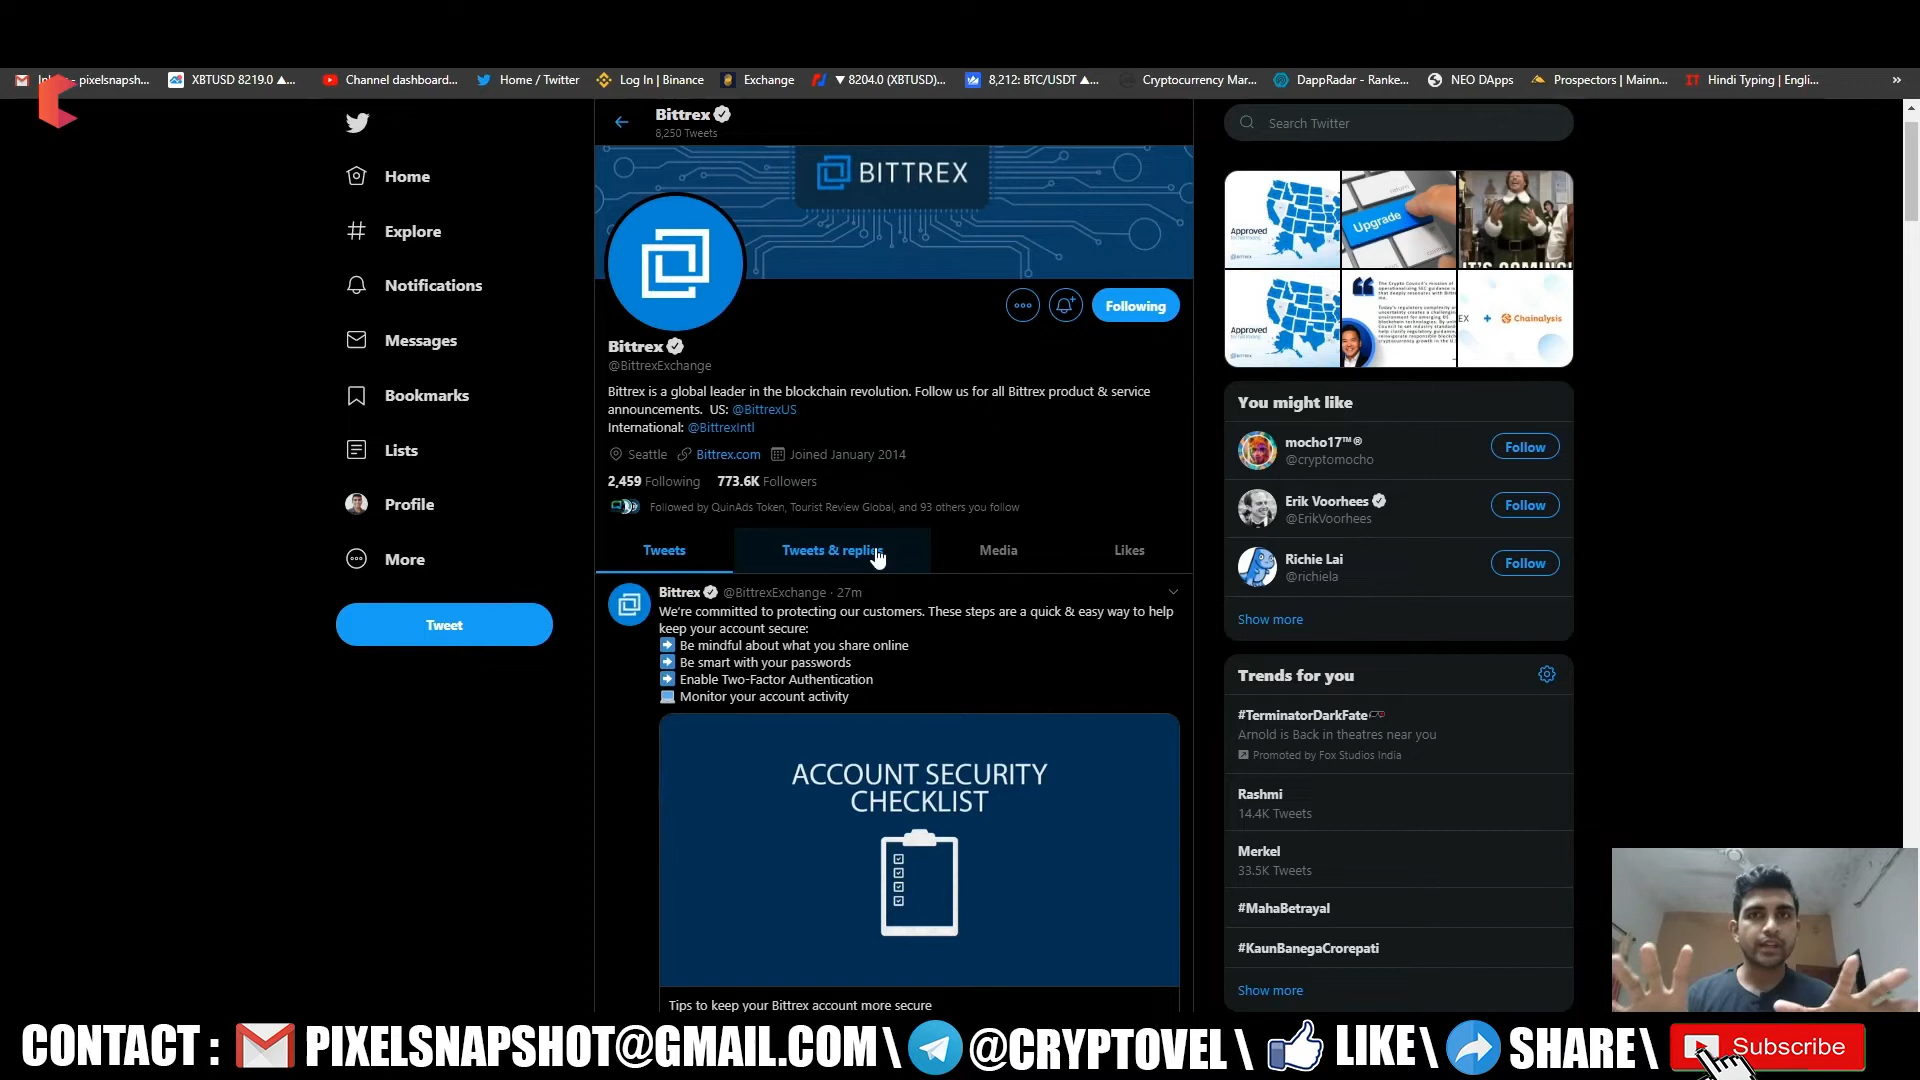 Inb
- pixelsnapsh...
XBTUSD 8219.0 ▲...
Channel dashboard...
Home / Twitter
Log In | Binance
Exchange
▼ 8204.0 (XBTUSD)...
8,212: BTC/USDT ▲...
Cryptocurrency Mar...
DappRadar - Ranke...
NEO DApps
Prospectors | Mainn...
Hindi Typing | Engli...
»
Home
Explore
Notifications
Messages
Bookmarks
Lists
Profile
More
Tweet
Bittrex
8,250 Tweets
BITTREX
Following
Bittrex
@BittrexExchange
Bittrex is a global leader in the blockchain revolution. Follow us for all Bittrex product & service
announcements. US: @BittrexUS
International: @BittrexIntl
Seattle Bittrex.com Joined January 2014
2,459 Following 773.6K Followers
Followed by QuinAds Token, Tourist Review Global, and 93 others you follow
Tweets
Tweets & replies
Media
Likes
Bittrex @BittrexExchange · 27m
We're committed to protecting our customers. These steps are a quick & easy way to help
keep your account secure:
Be mindful about what you share online
Be smart with your passwords
Enable Two-Factor Authentication
Monitor your account activity
ACCOUNT SECURITY
CHECKLIST
Tips to keep your Bittrex account more secure
Search Twitter
Approved
Upgrade
return
IT'S COMING!
Approved
EX + Chainalysis
You might like
mocho17™®
@cryptomocho
Follow
Erik Voorhees
@ErikVoorhees
Follow
Richie Lai
@richiela
Follow
Show more
Trends for you
#TerminatorDarkFate
Arnold is Back in theatres near you
Promoted by Fox Studios India
Rashmi
14.4K Tweets
Merkel
33.5K Tweets
#MahaBetrayal
#KaunBanegaCrorepati
Show more
CONTACT : PIXELSNAPSHOT@GMAIL.COM \ @CRYPTOVEL \ LIKE \ SHARE \ Subscribe